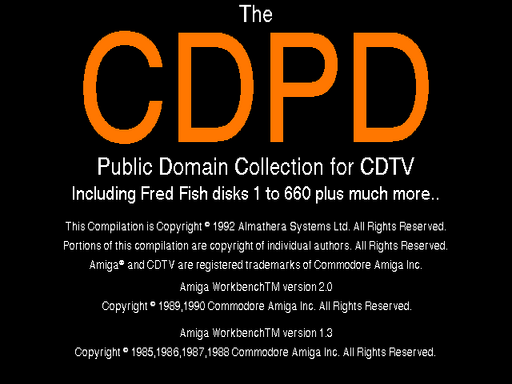 The
CDPD
Public Domain Collection for CDTV
Including Fred Fish disks 1 to 660 plus much more..
This Compilation is Copyright © 1992 Almathera Systems Ltd. All Rights Reserved.
Portions of this compilation are copyright of individual authors. All Rights Reserved.
Amiga® and CDTV are registered trademarks of Commodore Amiga Inc.
Amiga WorkbenchTM version 2.0
Copyright © 1989,1990 Commodore Amiga Inc. All Rights Reserved.
Amiga WorkbenchTM version 1.3
Copyright © 1985,1986,1987,1988 Commodore Amiga Inc. All Rights Reserved.